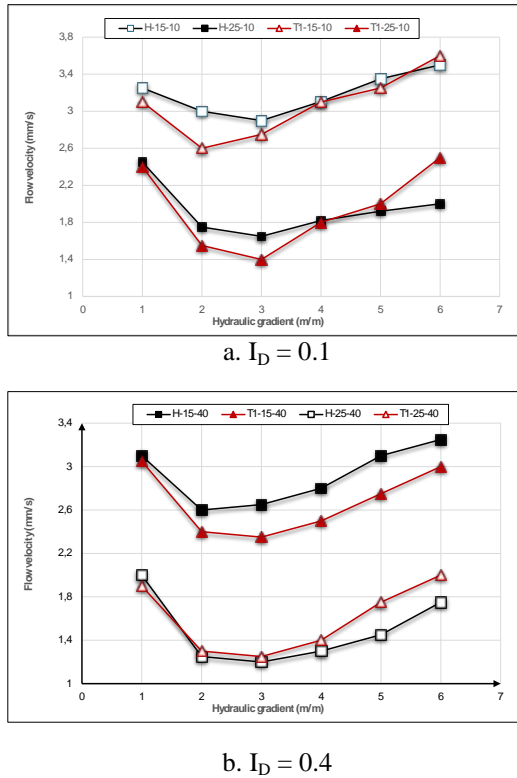 H-15-10 H-25-10 T1-15-10 T1-25-10
3,8
3,4
3
2,6
2,2
1,8
1,4
1
Flow velocity (mm/s)
0 1 2 3 4 5 6 7
Hydraulic gradient (m/m)
a. I_D = 0.1
H-15-40 T1-15-40 H-25-40 T1-25-40
3,4
3
2,6
2,2
1,8
1,4
1
Flow velocity (mm/s)
0 1 2 3 4 5 6 7
Hydraulic gradient (m/m)
b. I_D = 0.4